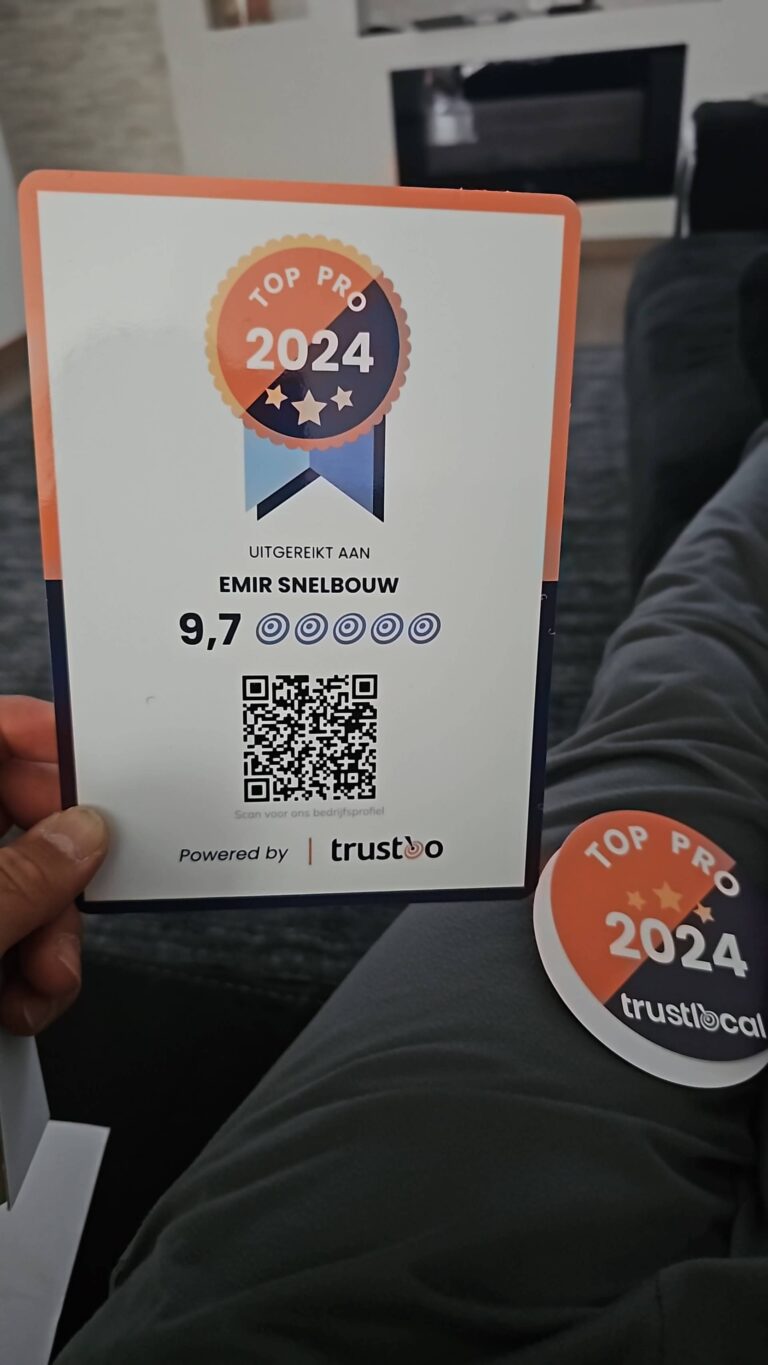 TOP PRO
2024
UITGEREIKT AAN
EMIR SNELBOUW
9,7
Scan voor ons bedrijfsprofiel
Powered by | trustoo
TOP PRO
2024
trustlocal